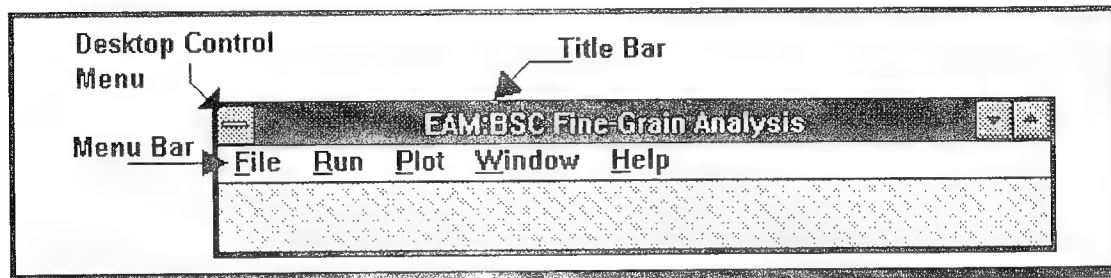 Desktop Control
Menu
Title Bar
EAM:BSC Fine-Grain Analysis
Menu Bar
File Run Plot Window Help